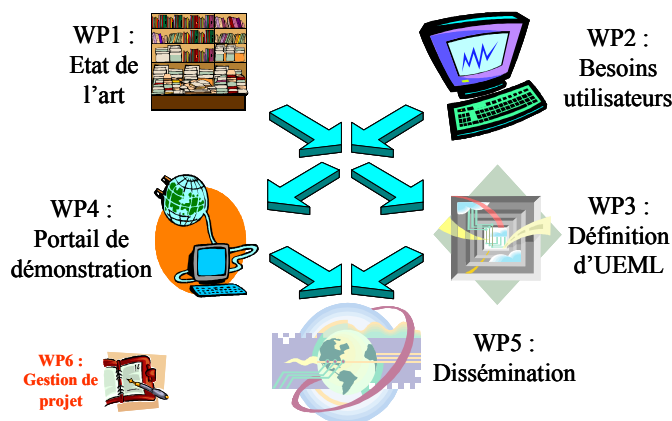 WP1 :
Etat de
l’art
WP2 :
Besoins
utilisateurs
WP4 :
Portail de
démonstration
WP3 :
Définition
d’UEML
WP5 :
Dissémination
WP6 :
Gestion de
projet